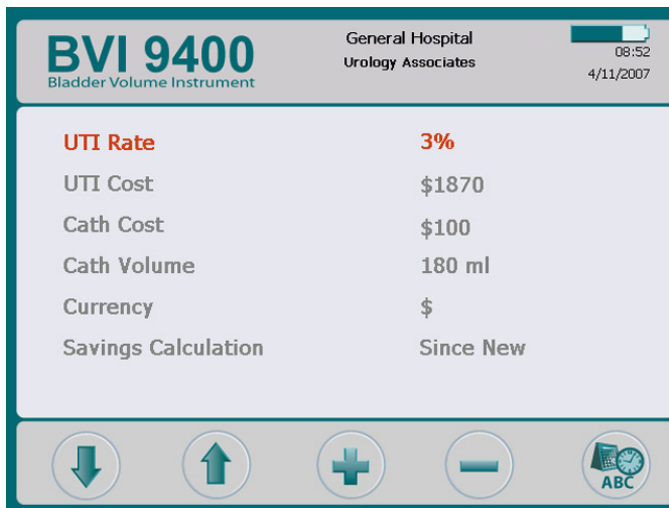 BVI 9400
Bladder Volume Instrument
General Hospital
Urology Associates
08:52
4/11/2007
UTI Rate 3%
UTI Cost $1870
Cath Cost $100
Cath Volume 180 ml
Currency $
Savings Calculation Since New
ABC